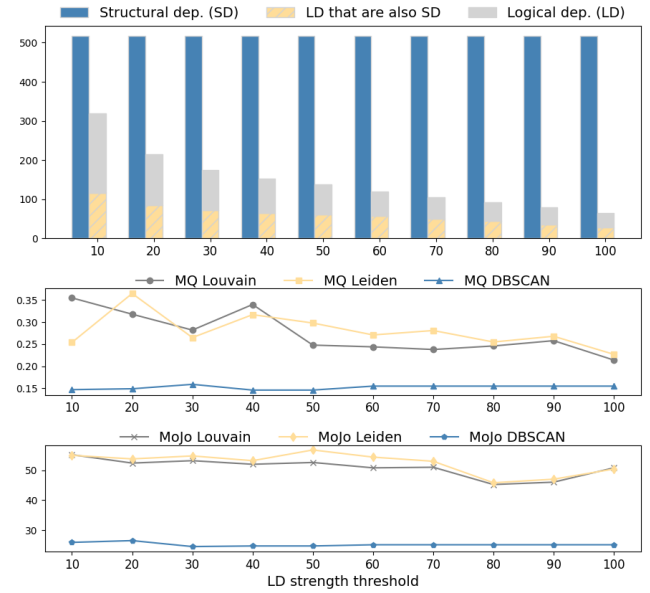 Structural dep. (SD) LD that are also SD Logical dep. (LD)
500
400
300
200
100
0
10 20 30 40 50 60 70 80 90 100
MQ Louvain MQ Leiden MQ DBSCAN
0.35
0.30
0.25
0.20
0.15
10 20 30 40 50 60 70 80 90 100
MoJo Louvain MoJo Leiden MoJo DBSCAN
50
40
30
10 20 30 40 50 60 70 80 90 100
LD strength threshold